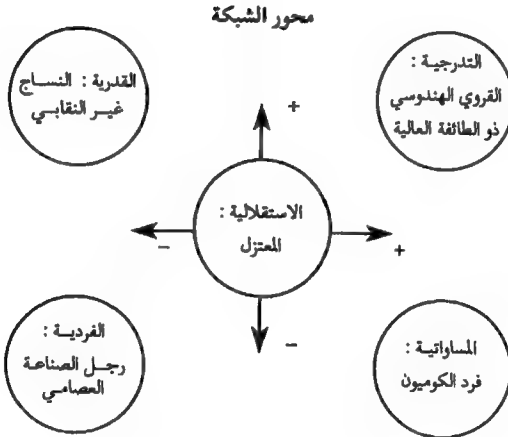 محور الشبكة
التدرجية :
القروي الهندوسي
ذو الطائفة العالية
القدرية : النساج
غير النقابي
+
الاستقلالية :
المعتزل
+
−
−
المساواتية :
فرد الكوميون
الفردية :
رجل الصناعة
العصامي